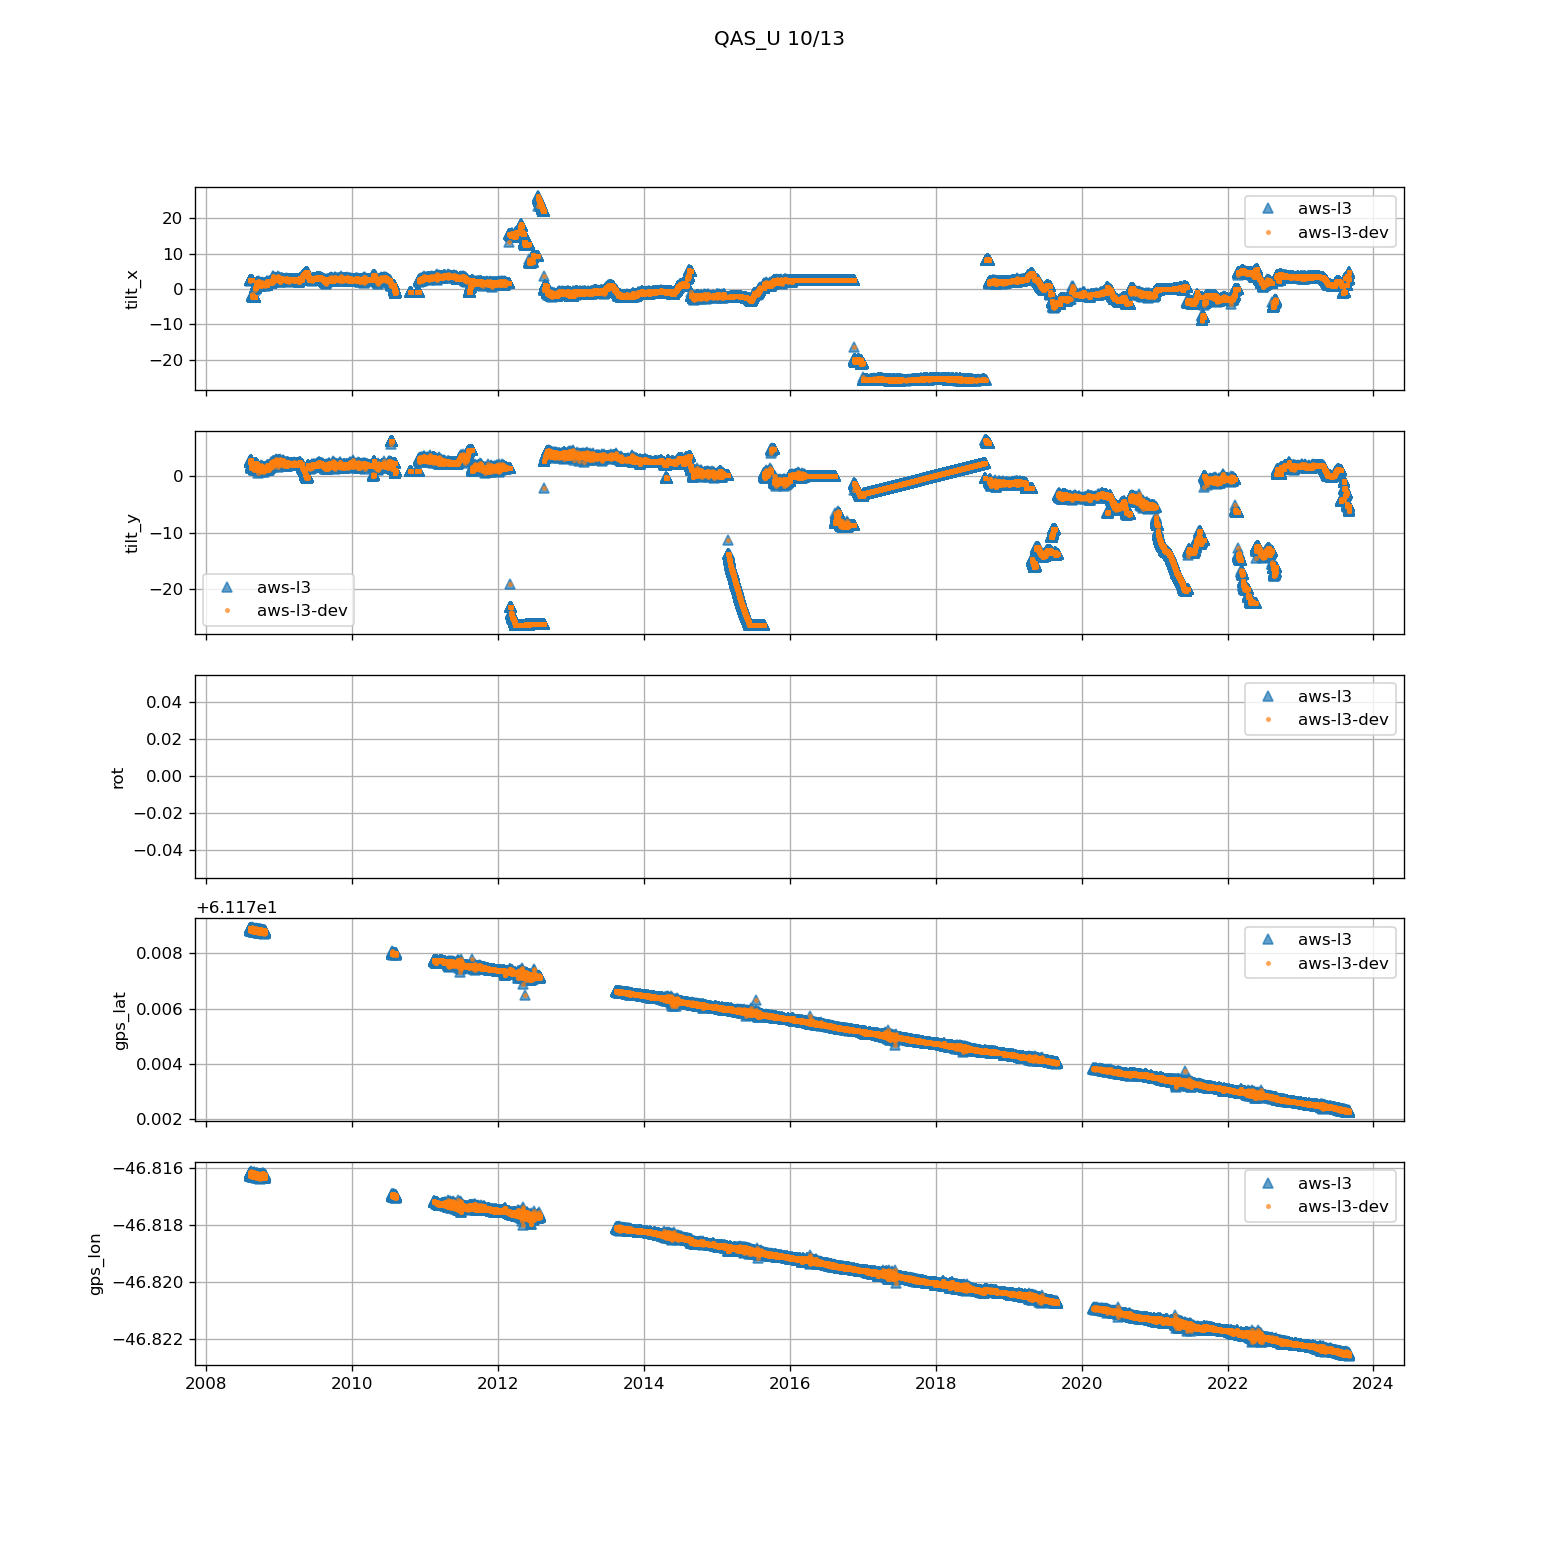 QAS_U 10/13
tilt_x
20
10
0
−10
−20
aws-l3
aws-l3-dev
tilt_y
0
−10
−20
aws-l3
aws-l3-dev
rot
0.04
0.02
0.00
−0.02
−0.04
aws-l3
aws-l3-dev
+6.117e1
gps_lat
0.008
0.006
0.004
0.002
aws-l3
aws-l3-dev
gps_lon
−46.816
−46.818
−46.820
−46.822
aws-l3
aws-l3-dev
2008 2010 2012 2014 2016 2018 2020 2022 2024